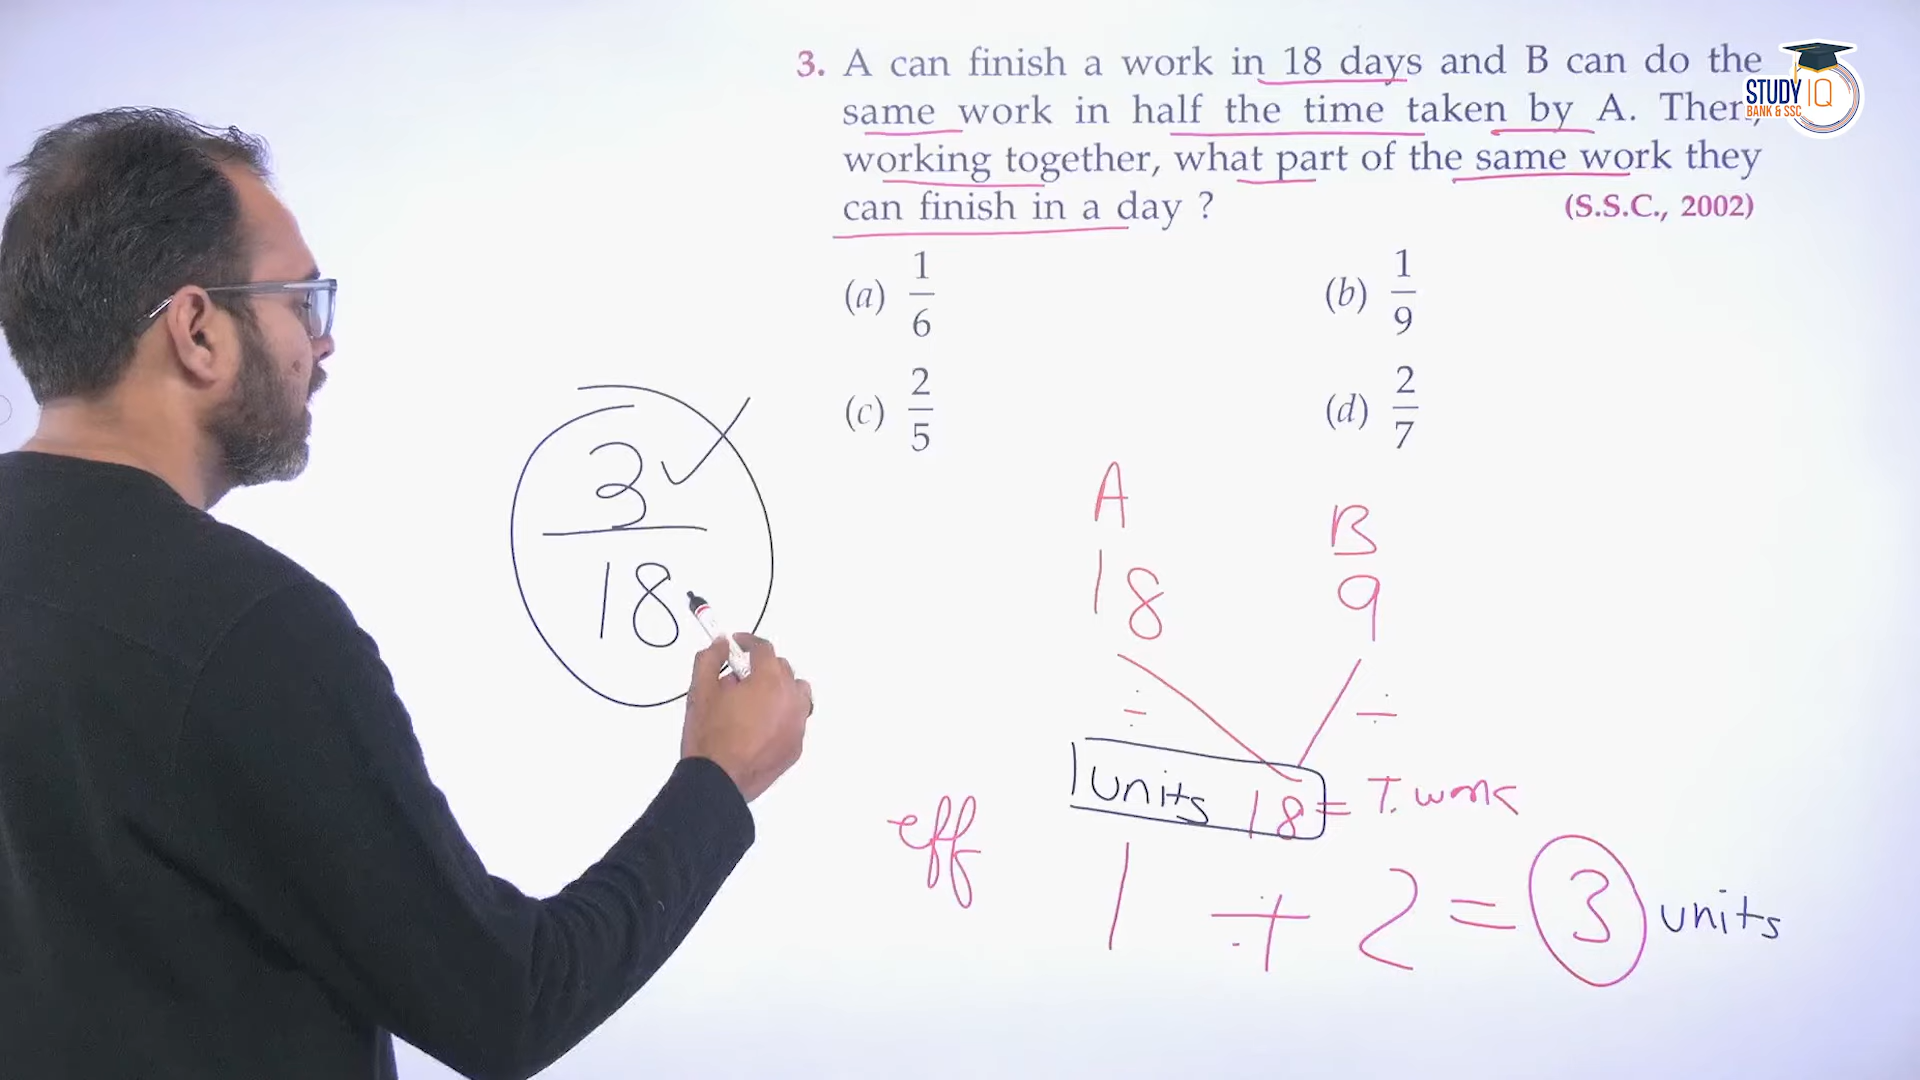 3. A can finish a work in 18 days and B can do the
same work in half the time taken by A. Then,
working together, what part of the same work they
can finish in a day ? (S.S.C., 2002)
(a) 1/6 (b) 1/9
(c) 2/5 (d) 2/7
STUDY IQ
BANK & SSC
3/18 ✓
A B
18 9
÷ ÷
units 18 = T. work
eff 1 + 2 = 3 units